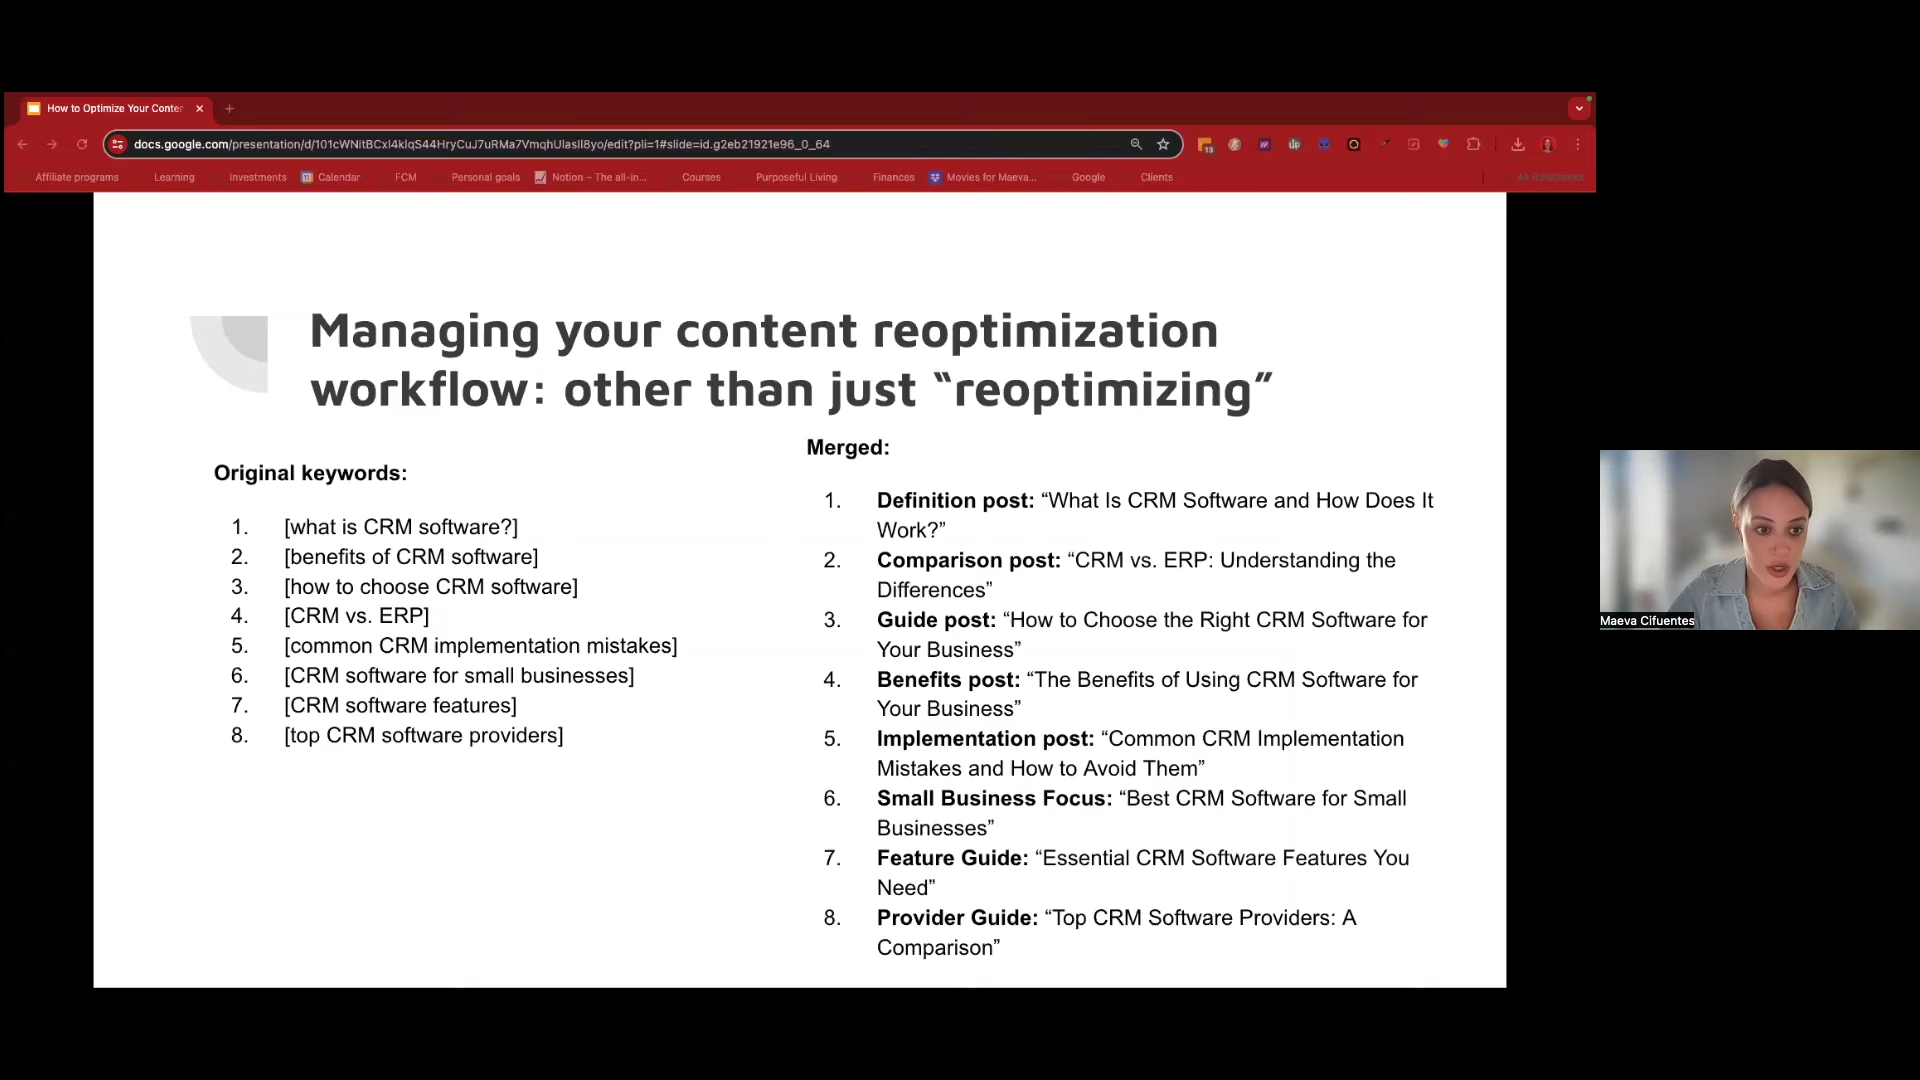 How to Optimize Your Conter
docs.google.com/presentation/d/101cWNitBCxl4klqS44HryCuJ7uRMa7VmqhUlasII8yo/edit?pli=1#slide=id.g2eb21921e96_0_64
13
Affiliate programs Learning Investments Calendar FCM Personal goals Notion – The all-in... Courses Purposeful Living Finances Movies for Maeva... Google Clients All Bookmarks
Managing your content reoptimization
workflow: other than just “reoptimizing”
Original keywords:
1. [what is CRM software?]
2. [benefits of CRM software]
3. [how to choose CRM software]
4. [CRM vs. ERP]
5. [common CRM implementation mistakes]
6. [CRM software for small businesses]
7. [CRM software features]
8. [top CRM software providers]
Merged:
1. Definition post: “What Is CRM Software and How Does It
Work?”
2. Comparison post: “CRM vs. ERP: Understanding the
Differences”
3. Guide post: “How to Choose the Right CRM Software for
Your Business”
4. Benefits post: “The Benefits of Using CRM Software for
Your Business”
5. Implementation post: “Common CRM Implementation
Mistakes and How to Avoid Them”
6. Small Business Focus: “Best CRM Software for Small
Businesses”
7. Feature Guide: “Essential CRM Software Features You
Need”
8. Provider Guide: “Top CRM Software Providers: A
Comparison”
Maeva Cifuentes